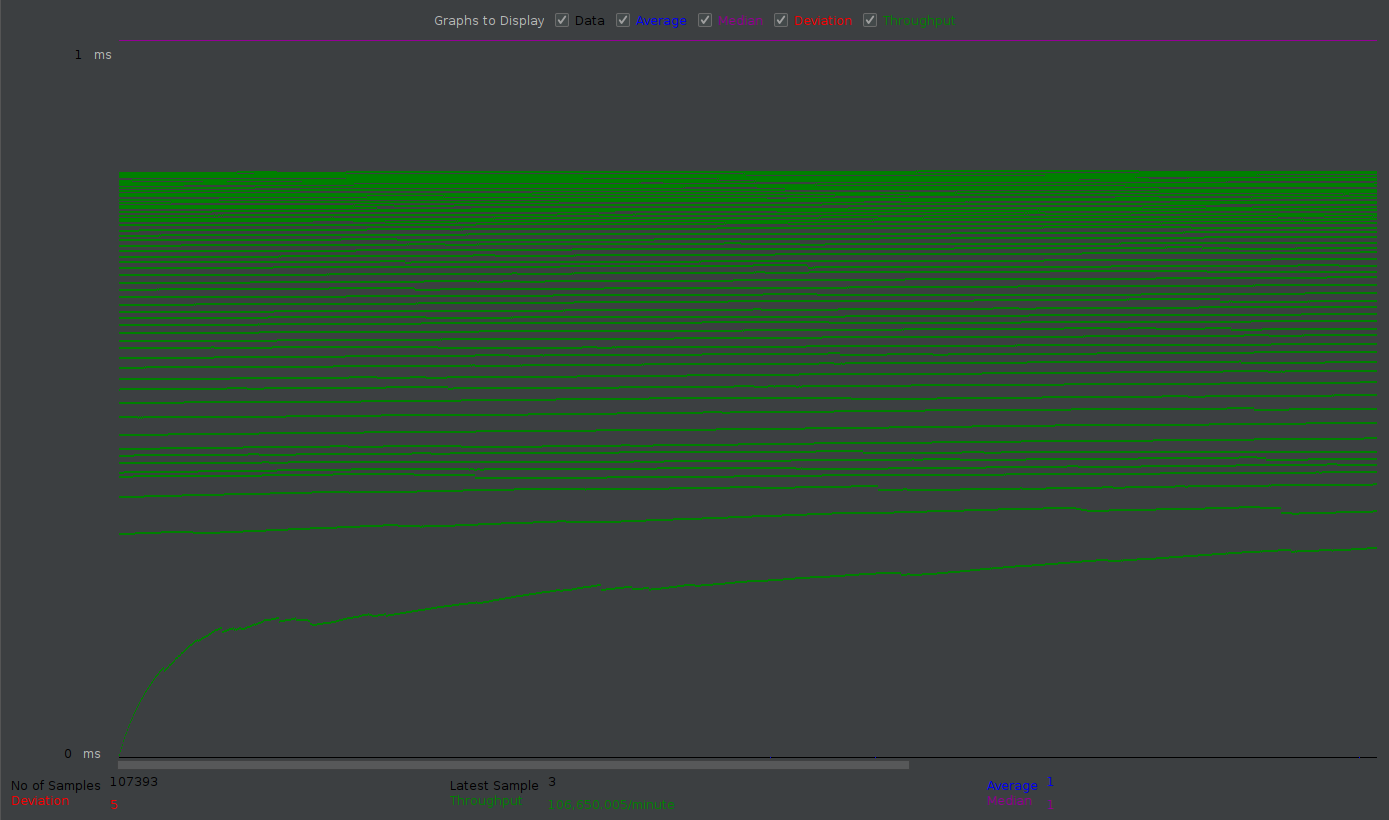 Graphs to Display Data Average Median Deviation Throughput
1 ms
0 ms
No of Samples 107393 Latest Sample 3 Average 1
Deviation 5 Throughput 106,650.005/minute Median 1